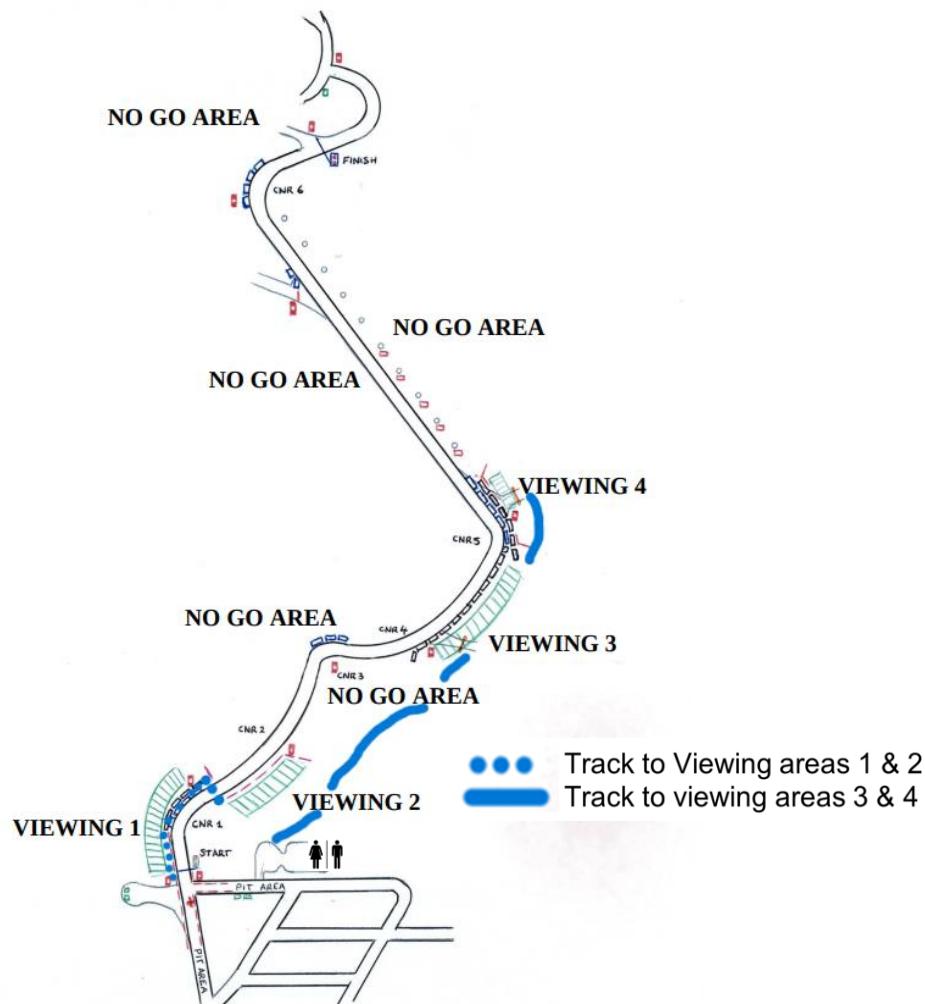 NO GO AREA
FINISH
CNR 6
NO GO AREA
NO GO AREA
VIEWING 4
CNR 5
NO GO AREA
CNR 4
VIEWING 3
CNR 3
NO GO AREA
CNR 2
Track to Viewing areas 1 & 2
Track to viewing areas 3 & 4
VIEWING 2
VIEWING 1
CNR 1
START
PIT AREA
PIT AREA